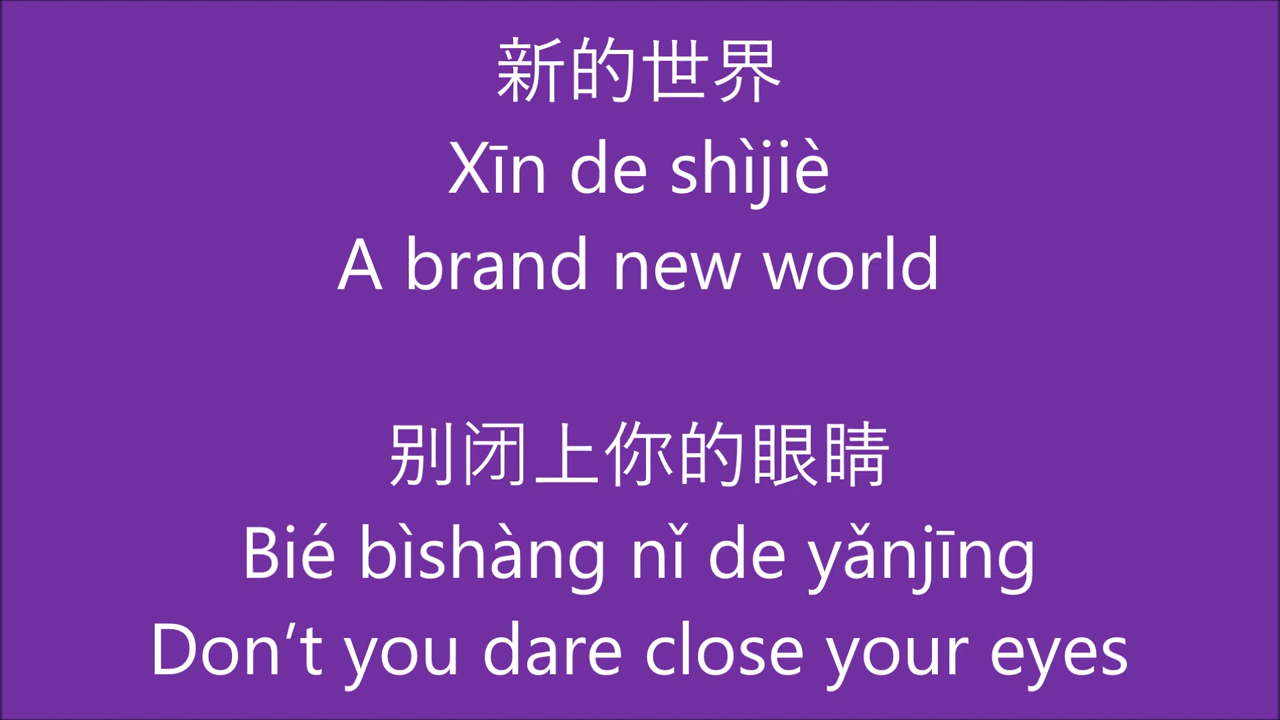 新的世界
Xīn de shìjiè
A brand new world
别闭上你的眼睛
Bié bìshàng nǐ de yǎnjīng
Don’t you dare close your eyes